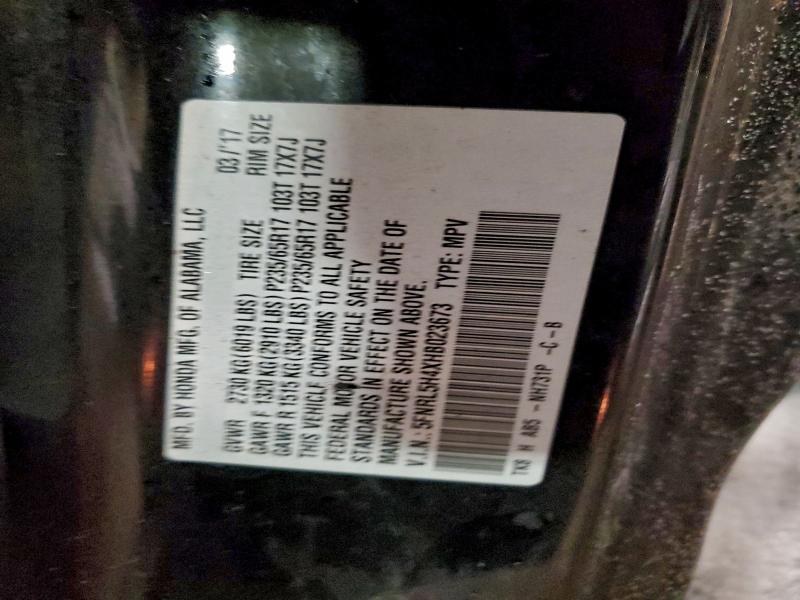 MFD. BY HONDA MFG. OF ALABAMA, LLC
03/17
GVWR 2730 KG (6019 LBS) TIRE SIZE RIM SIZE
GAWR F 1320 KG (2910 LBS) P235/65R17 103T 17X7J
GAWR R 1515 KG (3340 LBS) P235/65R17 103T 17X7J
THIS VEHICLE CONFORMS TO ALL APPLICABLE
FEDERAL MOTOR VEHICLE SAFETY
STANDARDS IN EFFECT ON THE DATE OF
MANUFACTURE SHOWN ABOVE.
V.I.N.: 5FNRL5H4XHB023673 TYPE: MPV
TK8 H AB5 - NH731P -C-B